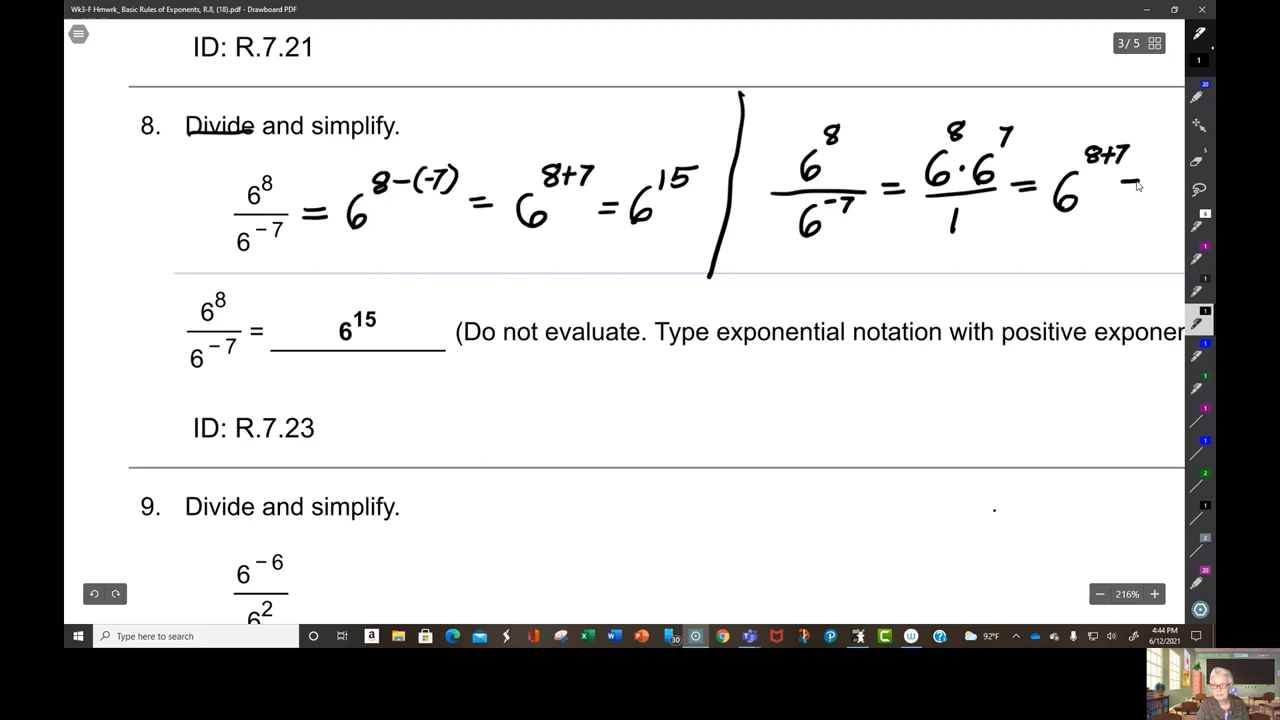 Wk3-F Hmwrk_ Basic Rules of Exponents, R.8, (18).pdf - Drawboard PDF
ID: R.7.21
3 / 5
8. Divide and simplify.
6^8 / 6^-7 = 6^8-(-7) = 6^8+7 = 6^15
6^8 / 6^-7 = 6^8 · 6^7 / 1 = 6^8+7 -
6^8 / 6^-7 = 6^15 (Do not evaluate. Type exponential notation with positive exponen
ID: R.7.23
9. Divide and simplify.
6^-6 / 6^2
216%
Type here to search
92°F
4:44 PM
6/12/2021